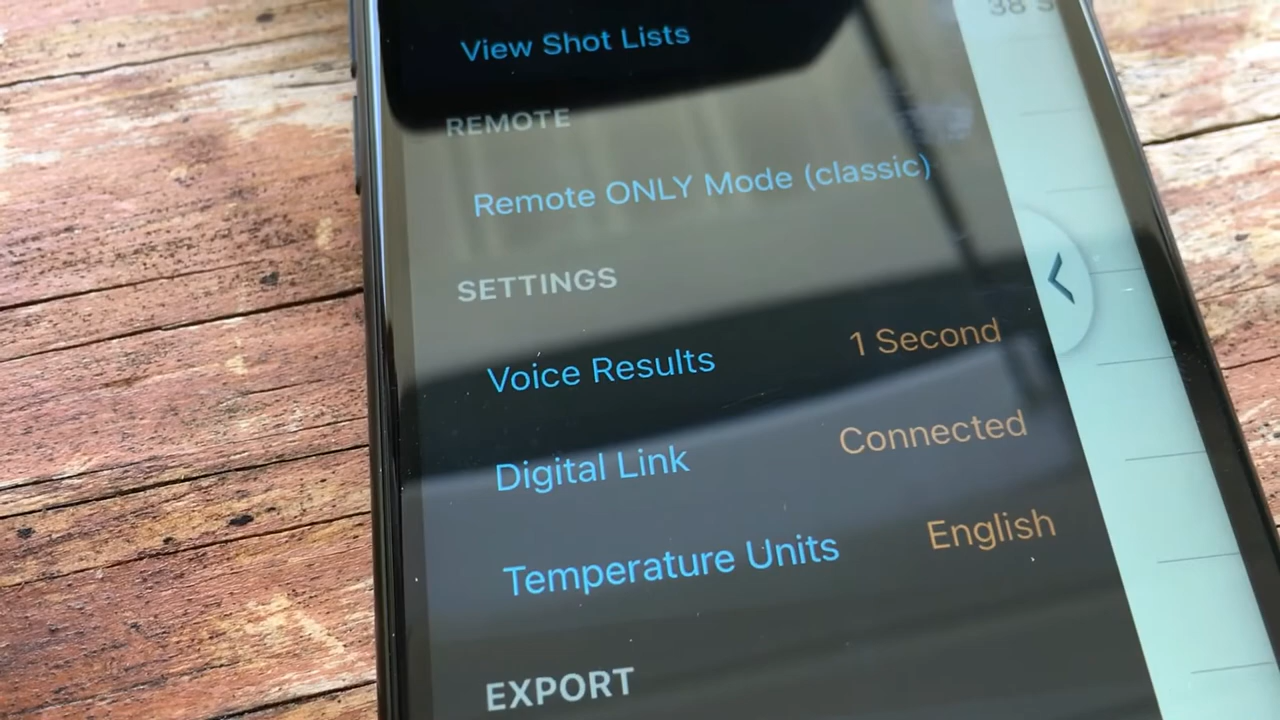 38 S
View Shot Lists
REMOTE
Remote ONLY Mode (classic)
SETTINGS
Voice Results 1 Second
Digital Link Connected
Temperature Units English
EXPORT